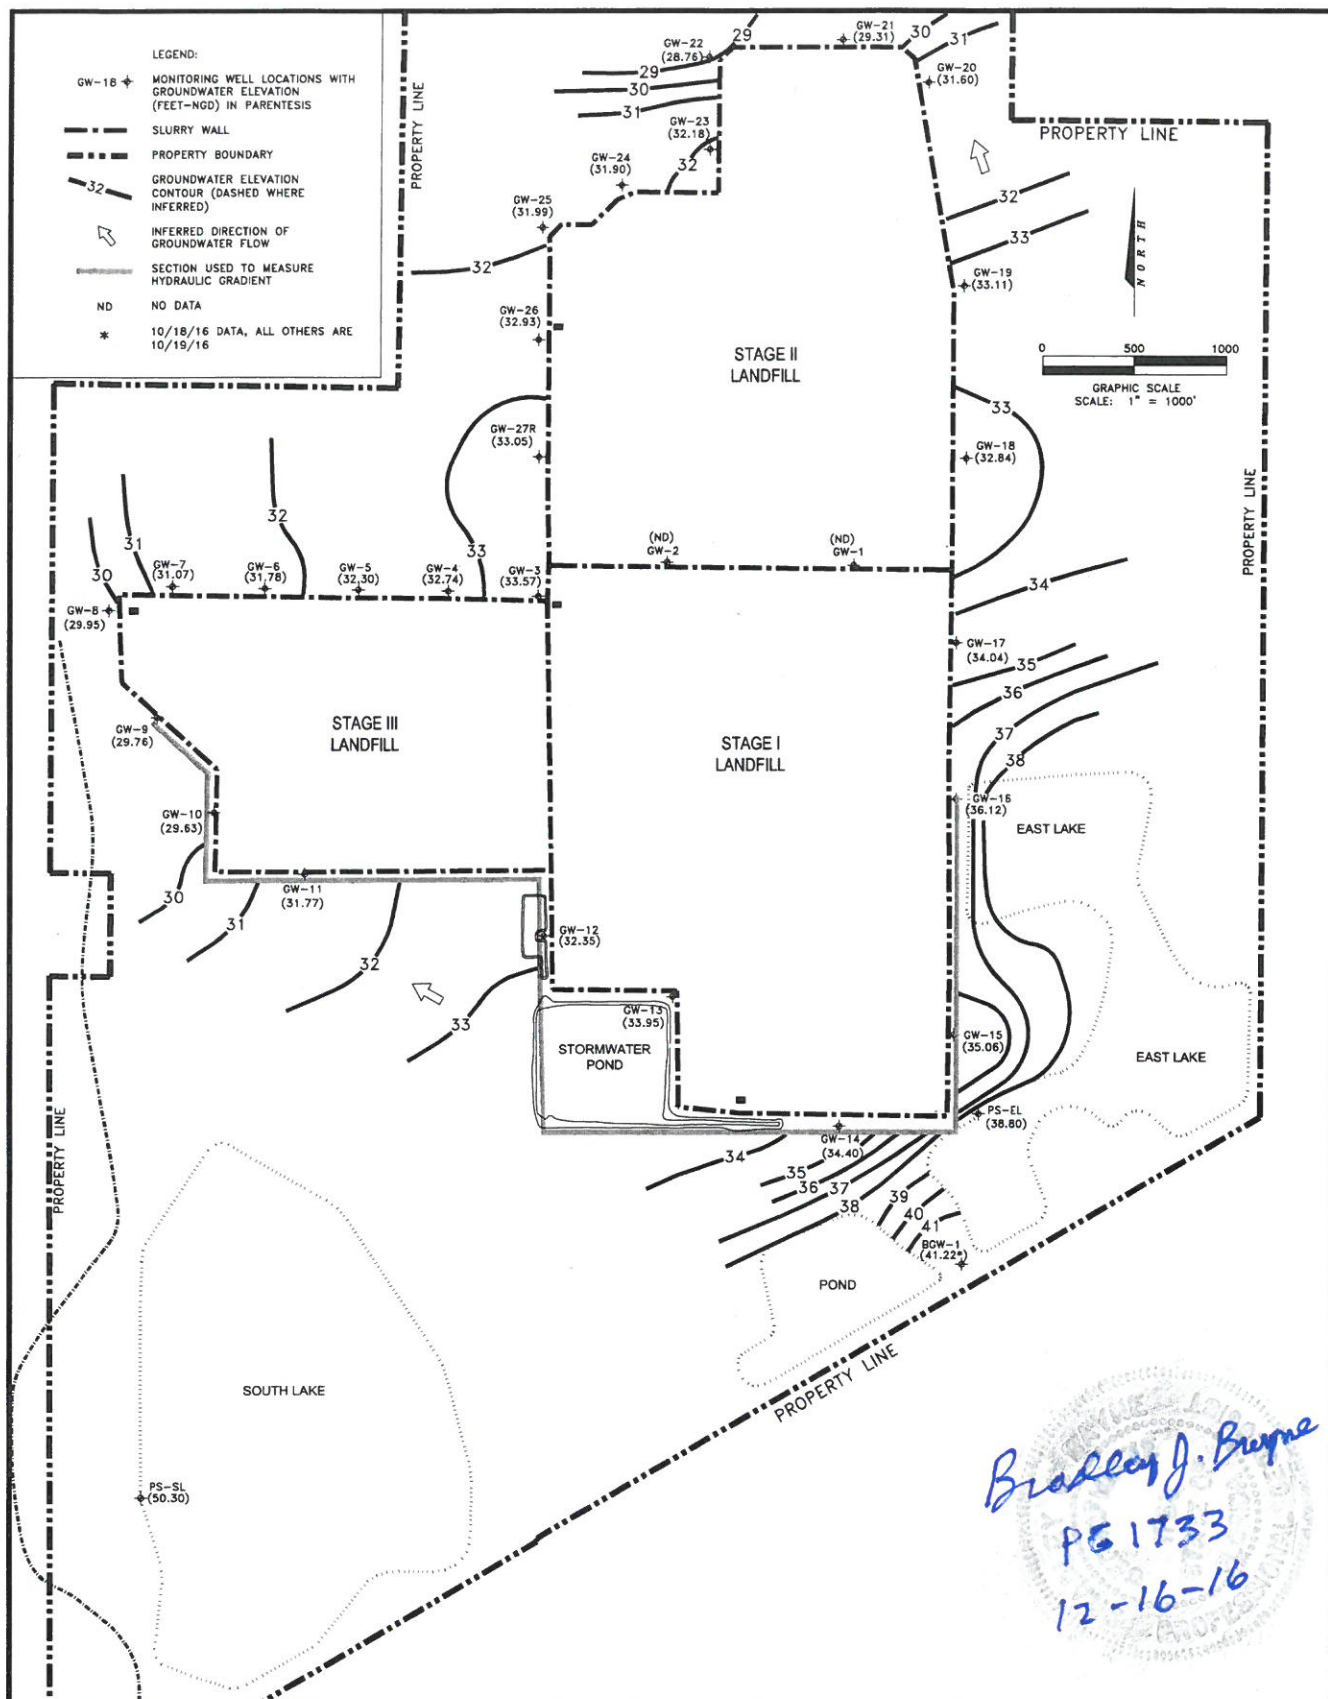 LEGEND:
GW-18 MONITORING WELL LOCATIONS WITH
GROUNDWATER ELEVATION
(FEET-NGD) IN PARENTESIS
SLURRY WALL
PROPERTY BOUNDARY
32 GROUNDWATER ELEVATION
CONTOUR (DASHED WHERE
INFERRED)
INFERRED DIRECTION OF
GROUNDWATER FLOW
SECTION USED TO MEASURE
HYDRAULIC GRADIENT
ND NO DATA
* 10/18/16 DATA, ALL OTHERS ARE
10/19/16
PROPERTY LINE
29
29
30
31
GW-22
(28.76)
GW-21
(29.31)
30
31
GW-20
(31.60)
PROPERTY LINE
GW-23
(32.18)
32
GW-24
(31.90)
GW-25
(31.99)
32
32
33
NORTH
GW-19
(33.11)
GW-26
(32.93)
STAGE II
LANDFILL
0 500 1000
GRAPHIC SCALE
SCALE: 1" = 1000'
33
GW-27R
(33.05)
33
GW-18
(32.84)
PROPERTY LINE
32
31
30
GW-7
(31.07)
GW-6
(31.78)
GW-5
(32.30)
GW-4
(32.74)
GW-3
(33.57)
(ND)
GW-2
(ND)
GW-1
34
GW-8
(29.95)
GW-17
(34.04)
35
36
37
38
GW-9
(29.76)
STAGE III
LANDFILL
STAGE I
LANDFILL
GW-16
(36.12)
GW-10
(29.63)
EAST LAKE
30
31
GW-11
(31.77)
32
GW-12
(32.35)
33
GW-13
(33.95)
STORMWATER
POND
GW-15
(35.06)
EAST LAKE
PS-EL
(38.80)
GW-14
(34.40)
34
35
36
37
38
39
40
41
BGW-1
(41.22*)
POND
PROPERTY LINE
PROPERTY LINE
SOUTH LAKE
PS-SL
(50.30)
Bradley J. Brayne
PG 1733
12-16-16